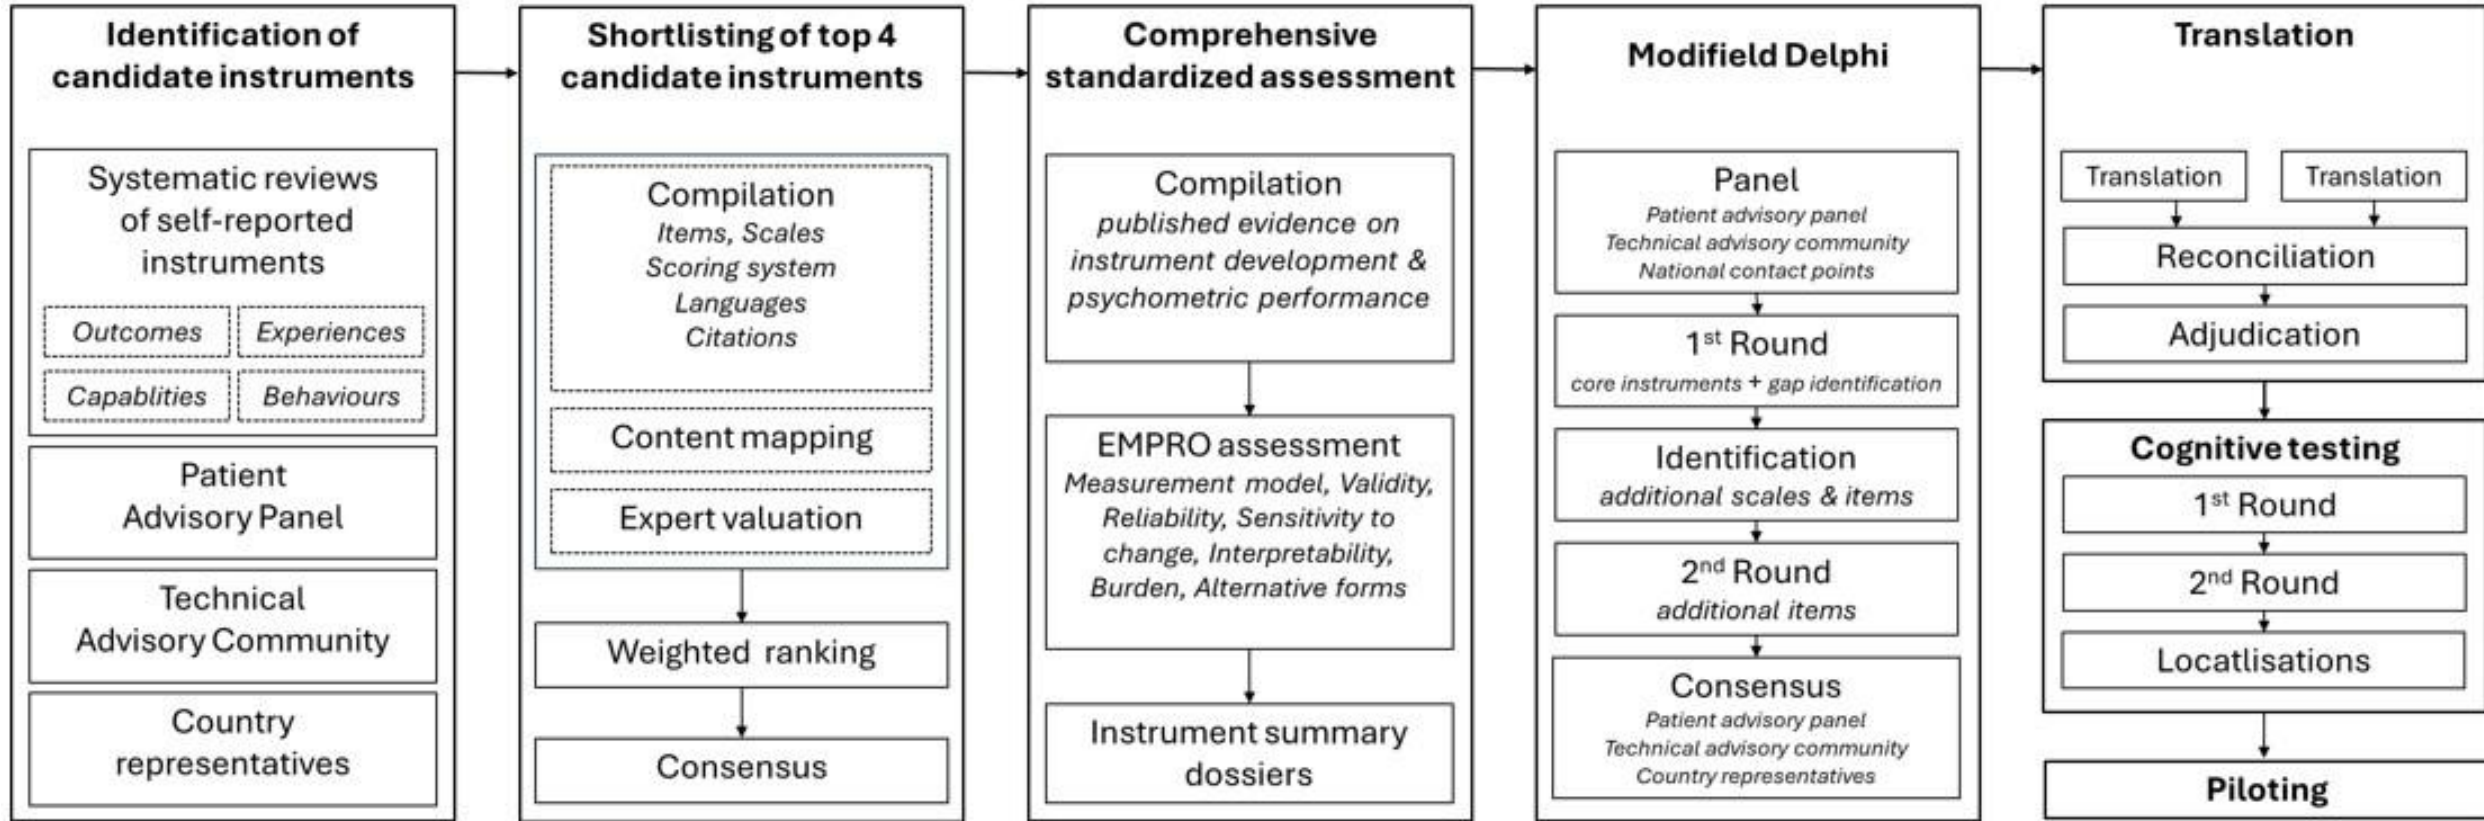 Identification of
candidate instruments
Systematic reviews
of self-reported
instruments
Outcomes
Experiences
Capablities
Behaviours
Patient
Advisory Panel
Technical
Advisory Community
Country
representatives
Shortlisting of top 4
candidate instruments
Compilation
Items, Scales
Scoring system
Languages
Citations
Content mapping
Expert valuation
Weighted ranking
Consensus
Comprehensive
standardized assessment
Compilation
published evidence on
instrument development &
psychometric performance
EMPRO assessment
Measurement model, Validity,
Reliability, Sensitivity to
change, Interpretability,
Burden, Alternative forms
Instrument summary
dossiers
Modifield Delphi
Panel
Patient advisory panel
Technical advisory community
National contact points
1st Round
core instruments + gap identification
Identification
additional scales & items
2nd Round
additional items
Consensus
Patient advisory panel
Technical advisory community
Country representatives
Translation
Translation
Translation
Reconciliation
Adjudication
Cognitive testing
1st Round
2nd Round
Locatlisations
Piloting